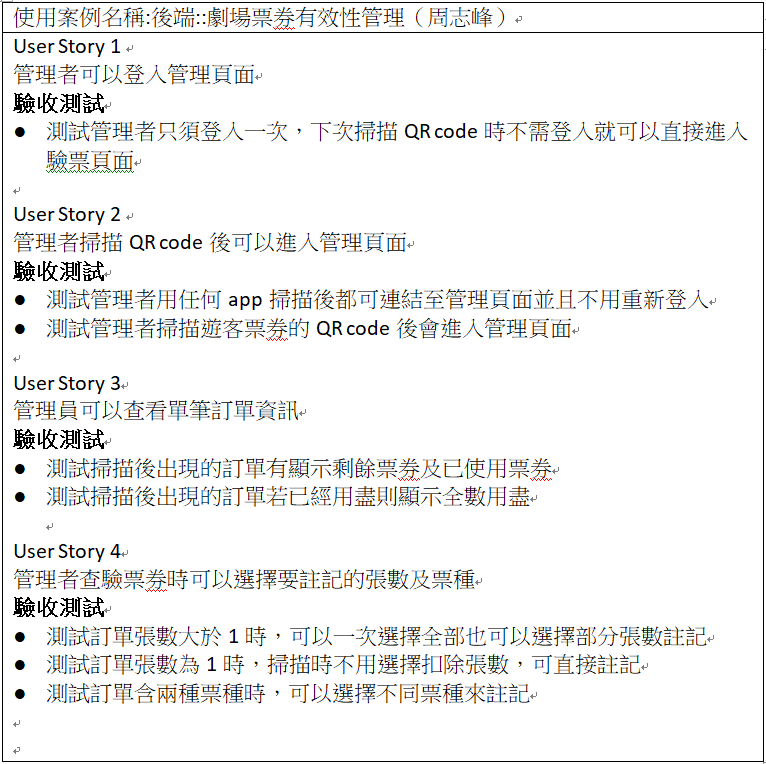 使用案例名稱:後端::劇場票券有效性管理（周志峰）
User Story 1
管理者可以登入管理頁面
驗收測試
● 測試管理者只須登入一次，下次掃描 QR code 時不需登入就可以直接進入
驗票頁面
User Story 2
管理者掃描 QR code 後可以進入管理頁面
驗收測試
● 測試管理者用任何 app 掃描後都可連結至管理頁面並且不用重新登入
● 測試管理者掃描遊客票券的 QR code 後會進入管理頁面
User Story 3
管理員可以查看單筆訂單資訊
驗收測試
● 測試掃描後出現的訂單有顯示剩餘票券及已使用票券
● 測試掃描後出現的訂單若已經用盡則顯示全數用盡
User Story 4
管理者查驗票券時可以選擇要註記的張數及票種
驗收測試
● 測試訂單張數大於 1 時，可以一次選擇全部也可以選擇部分張數註記
● 測試訂單張數為 1 時，掃描時不用選擇扣除張數，可直接註記
● 測試訂單含兩種票種時，可以選擇不同票種來註記